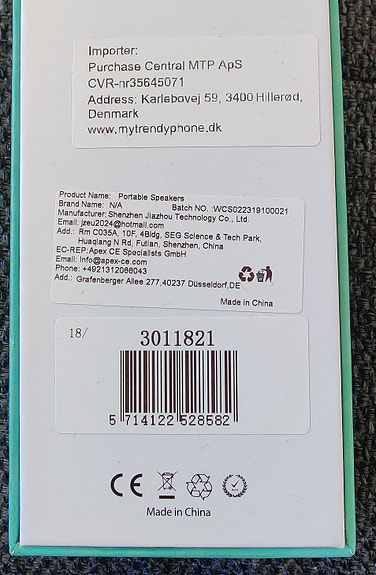 Importer:
Purchase Central MTP ApS
CVR-nr35645071
Address: Karlebovej 59, 3400 Hillerød,
Denmark
www.mytrendyphone.dk
Product Name: Portable Speakers
Brand Name: N/A Batch NO. :WCS022319100021
Manufacturer: Shenzhen Jiazhou Technology Co., Ltd.
Email: jzeu2024@hotmail.com
Add.: Rm C035A, 10F, 4Bldg, SEG Science & Tech Park,
Huaqiang N Rd, Futian, Shenzhen, China
EC-REP: Apex CE Specialists GmbH
Email: Info@apex-ce.com
Phone: +4921312066043
Add.: Grafenberger Allee 277,40237 Düsseldorf,DE
Made in China
18/ 3011821
5 714122 528582
CE
Made in China